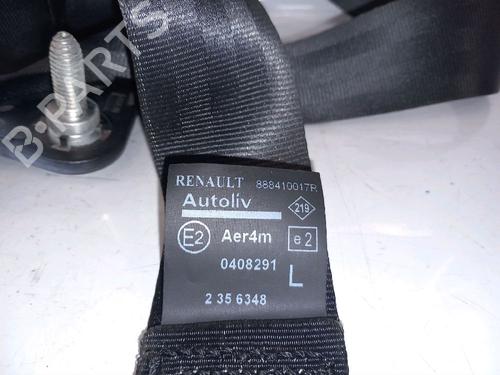 B-PARTS
RENAULT 888410017R
Autoliv 219
E2 Aer4m e2
0408291 L
2 35 6348